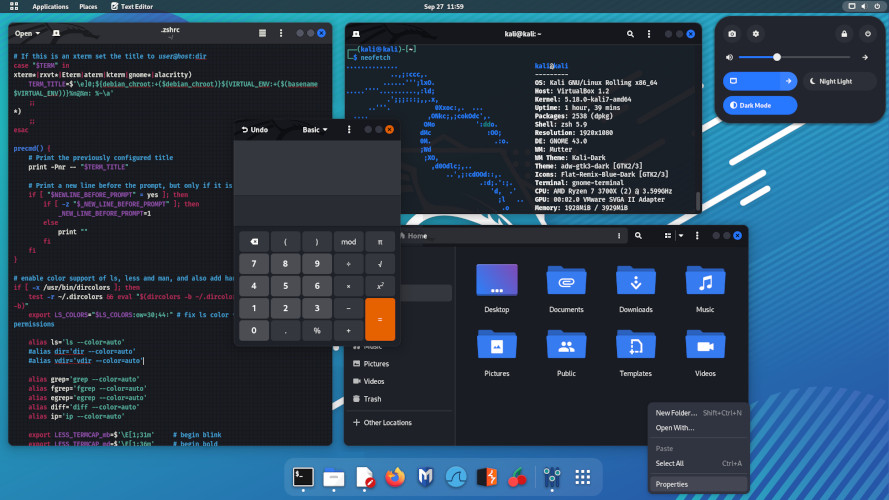 Applications
Places
Text Editor
Sep 27 11:59
Open
.zshrc
~/
# If this is an xterm set the title to user@host:dir
case "$TERM" in
xterm*|rxvt*|Eterm|aterm|kterm|gnome*|alacritty)
TERM_TITLE=$'\e]0;${debian_chroot:+($debian_chroot)}${VIRTUAL_ENV:+($(basename
$VIRTUAL_ENV))}%n@%m: %~\a'
;;
*)
;;
esac
precmd() {
# Print the previously configured title
print -Pnr -- "$TERM_TITLE"
# Print a new line before the prompt, but only if it is
if [ "$NEWLINE_BEFORE_PROMPT" = yes ]; then
if [ -z "$_NEW_LINE_BEFORE_PROMPT" ]; then
_NEW_LINE_BEFORE_PROMPT=1
else
print ""
fi
fi
}
# enable color support of ls, less and man, and also add han
if [ -x /usr/bin/dircolors ]; then
test -r ~/.dircolors && eval "$(dircolors -b ~/.dircolo
-b)"
export LS_COLORS="$LS_COLORS:ow=30;44:" # fix ls color
permissions
alias ls='ls --color=auto'
#alias dir='dir --color=auto'
#alias vdir='vdir --color=auto'
alias grep='grep --color=auto'
alias fgrep='fgrep --color=auto'
alias egrep='egrep --color=auto'
alias diff='diff --color=auto'
alias ip='ip --color=auto'
export LESS_TERMCAP_mb=$'\E[1;31m' # begin blink
export LESS_TERMCAP_md=$'\E[1;36m' # begin bold
kali@kali: ~
(kali@kali)-[~]
$ neofetch
kali@kali
---------
OS: Kali GNU/Linux Rolling x86_64
Host: VirtualBox 1.2
Kernel: 5.18.0-kali7-amd64
Uptime: 1 hour, 39 mins
Packages: 2538 (dpkg)
Shell: zsh 5.9
Resolution: 1920x1080
DE: GNOME 43.0
WM: Mutter
WM Theme: Kali-Dark
Theme: adw-gtk3-dark [GTK2/3]
Icons: Flat-Remix-Blue-Dark [GTK2/3]
Terminal: gnome-terminal
CPU: AMD Ryzen 7 3700X (2) @ 3.599GHz
GPU: 00:02.0 VMware SVGA II Adapter
Memory: 1928MiB / 3929MiB
Night Light
Dark Mode
Undo
Basic
( ) mod π
7 8 9 ÷ √
4 5 6 × x²
1 2 3 − =
0 . % +
Home
Desktop
Documents
Downloads
Music
Pictures
Public
Templates
Videos
Music
Pictures
Videos
Trash
+ Other Locations
New Folder... Shift+Ctrl+N
Open With...
Paste
Select All Ctrl+A
Properties